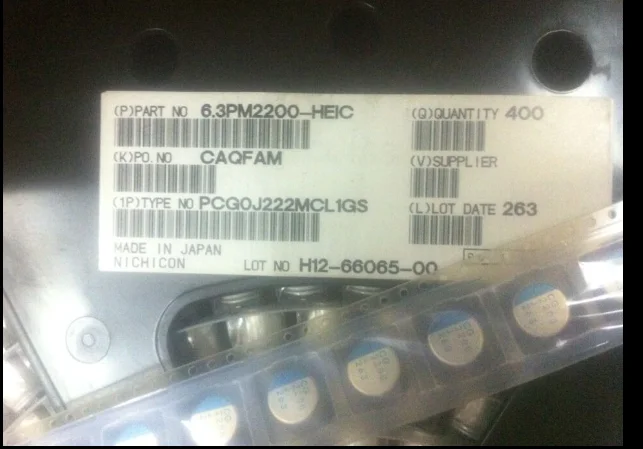 (P)PART NO 6.3PM2200-HEIC
(Q)QUANTITY 400
(K)PO.NO CAQFAM
(V)SUPPLIER
(1P)TYPE NO PCG0J222MCL1GS
(L)LOT DATE 263
MADE IN JAPAN
NICHICON LOT NO H12-66065-00